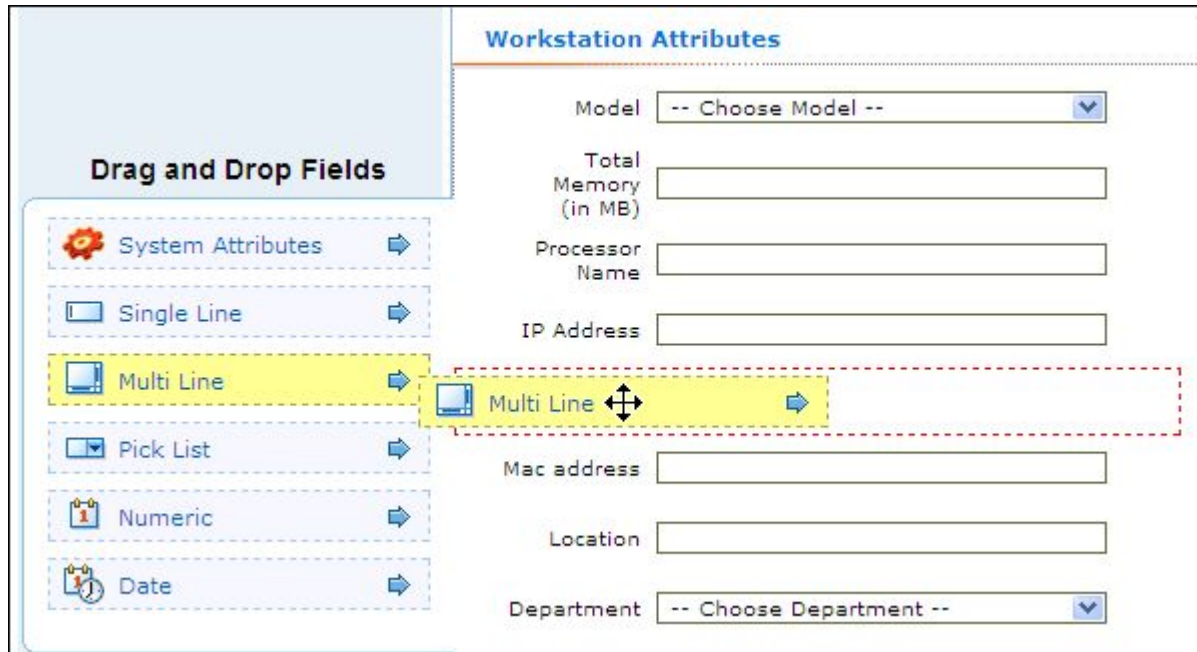 Workstation Attributes
Drag and Drop Fields
System Attributes
Single Line
Multi Line
Pick List
Numeric
Date
Model
-- Choose Model --
Total
Memory
(in MB)
Processor
Name
IP Address
Multi Line
Mac address
Location
Department
-- Choose Department --